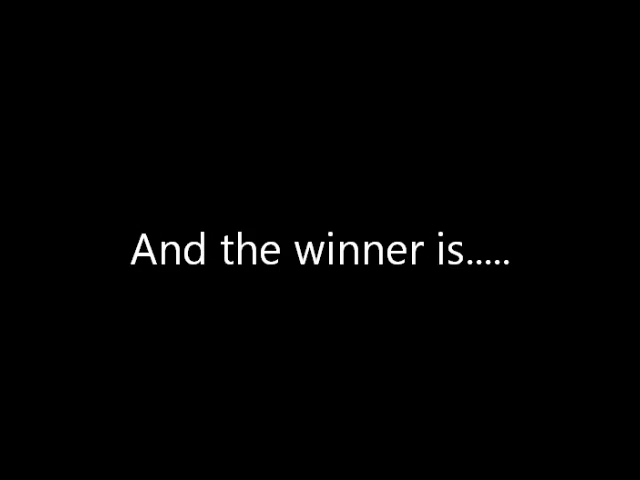 And the winner is.....